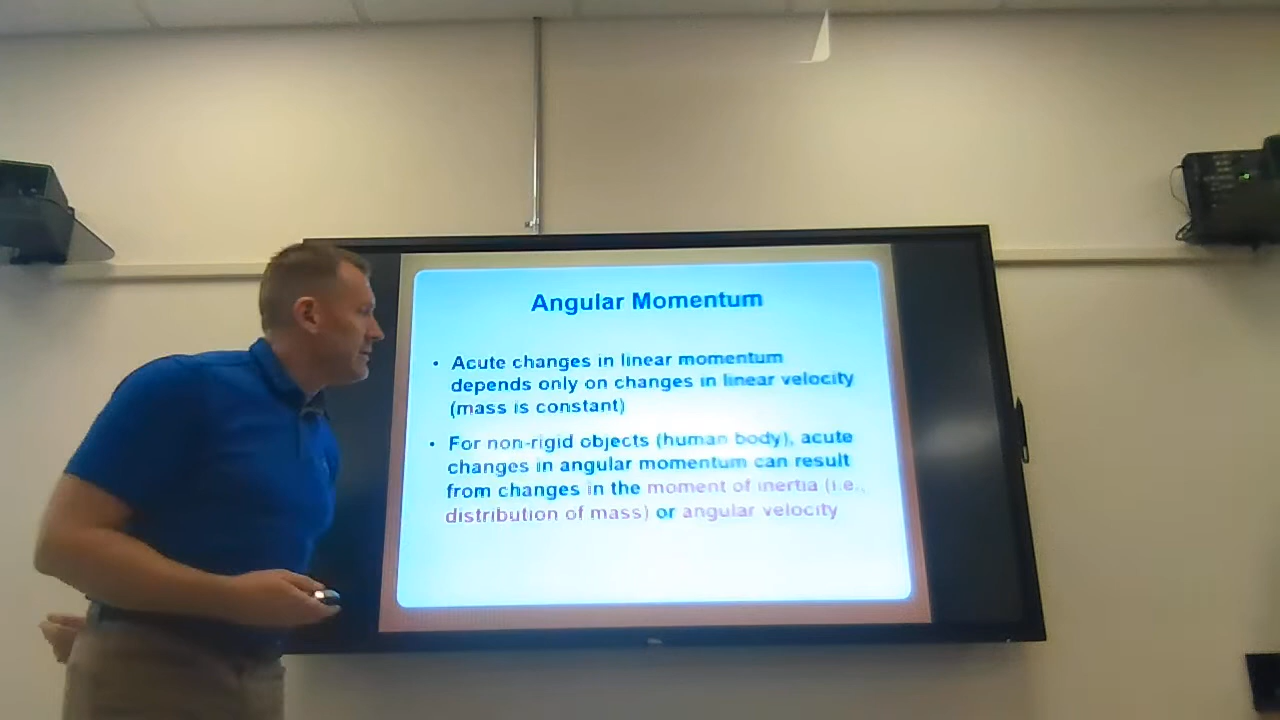 Angular Momentum
• Acute changes in linear momentum
depends only on changes in linear velocity
(mass is constant)
• For non-rigid objects (human body), acute
changes in angular momentum can result
from changes in the moment of inertia (i.e.,
distribution of mass) or angular velocity